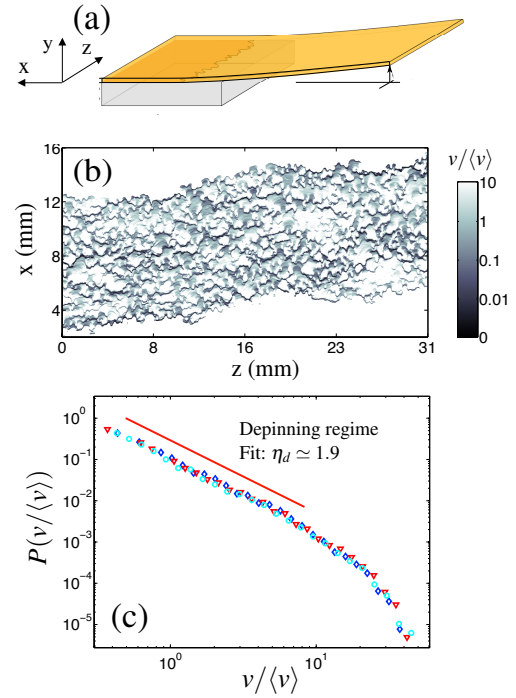 (a)
y
z
x
(b)
v/⟨v⟩
16
12
8
4
x (mm)
0 8 16 23 31
z (mm)
10
1
0.1
0.01
0
Depinning regime
Fit: η_d ≃ 1.9
10⁰
10⁻¹
10⁻²
10⁻³
10⁻⁴
10⁻⁵
P(v/⟨v⟩)
(c)
10⁰ 10¹
v/⟨v⟩